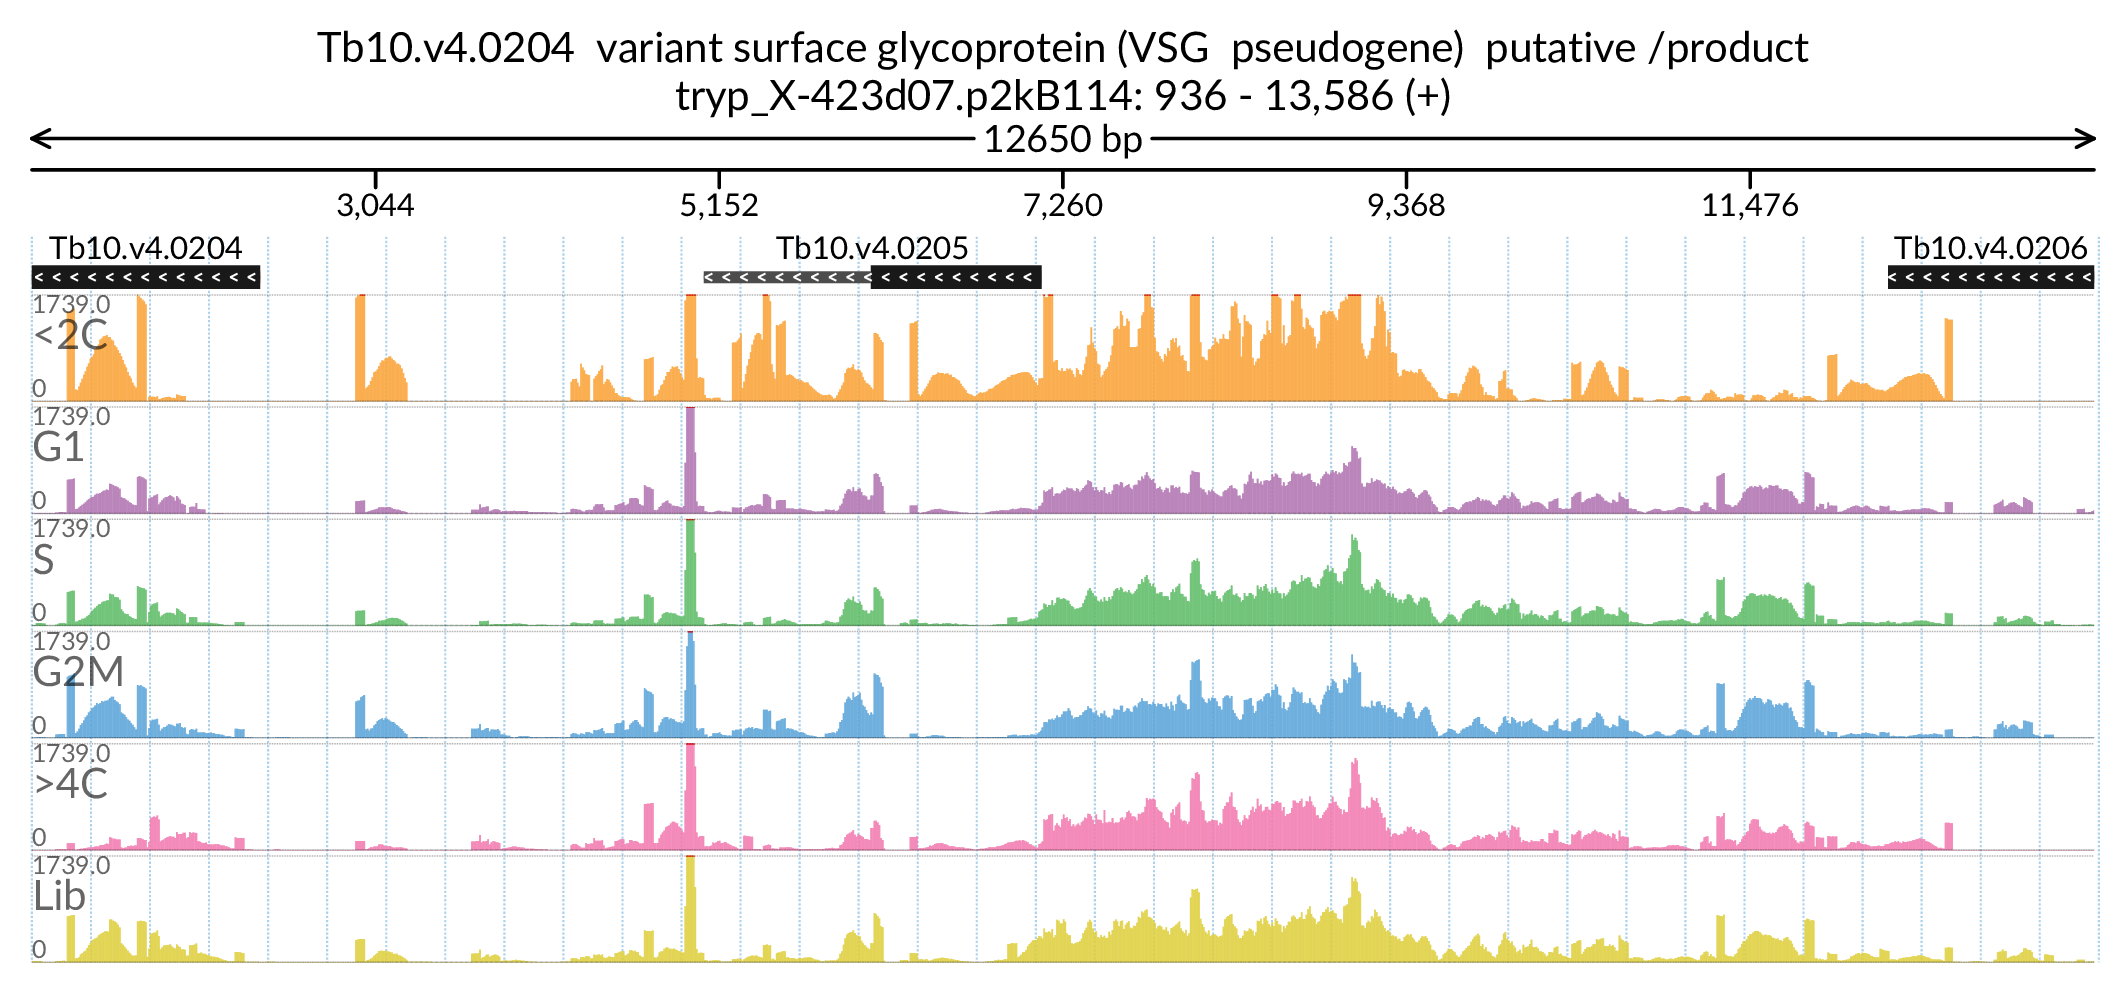 Tb10.v4.0204 variant surface glycoprotein (VSG pseudogene) putative /product
tryp_X-423d07.p2kB114: 936 - 13,586 (+)
12650 bp
3,044 5,152 7,260 9,368 11,476
Tb10.v4.0204 Tb10.v4.0205 Tb10.v4.0206
1739.0
<2C
0
1739.0
G1
0
1739.0
S
0
1739.0
G2M
0
1739.0
>4C
0
1739.0
Lib
0